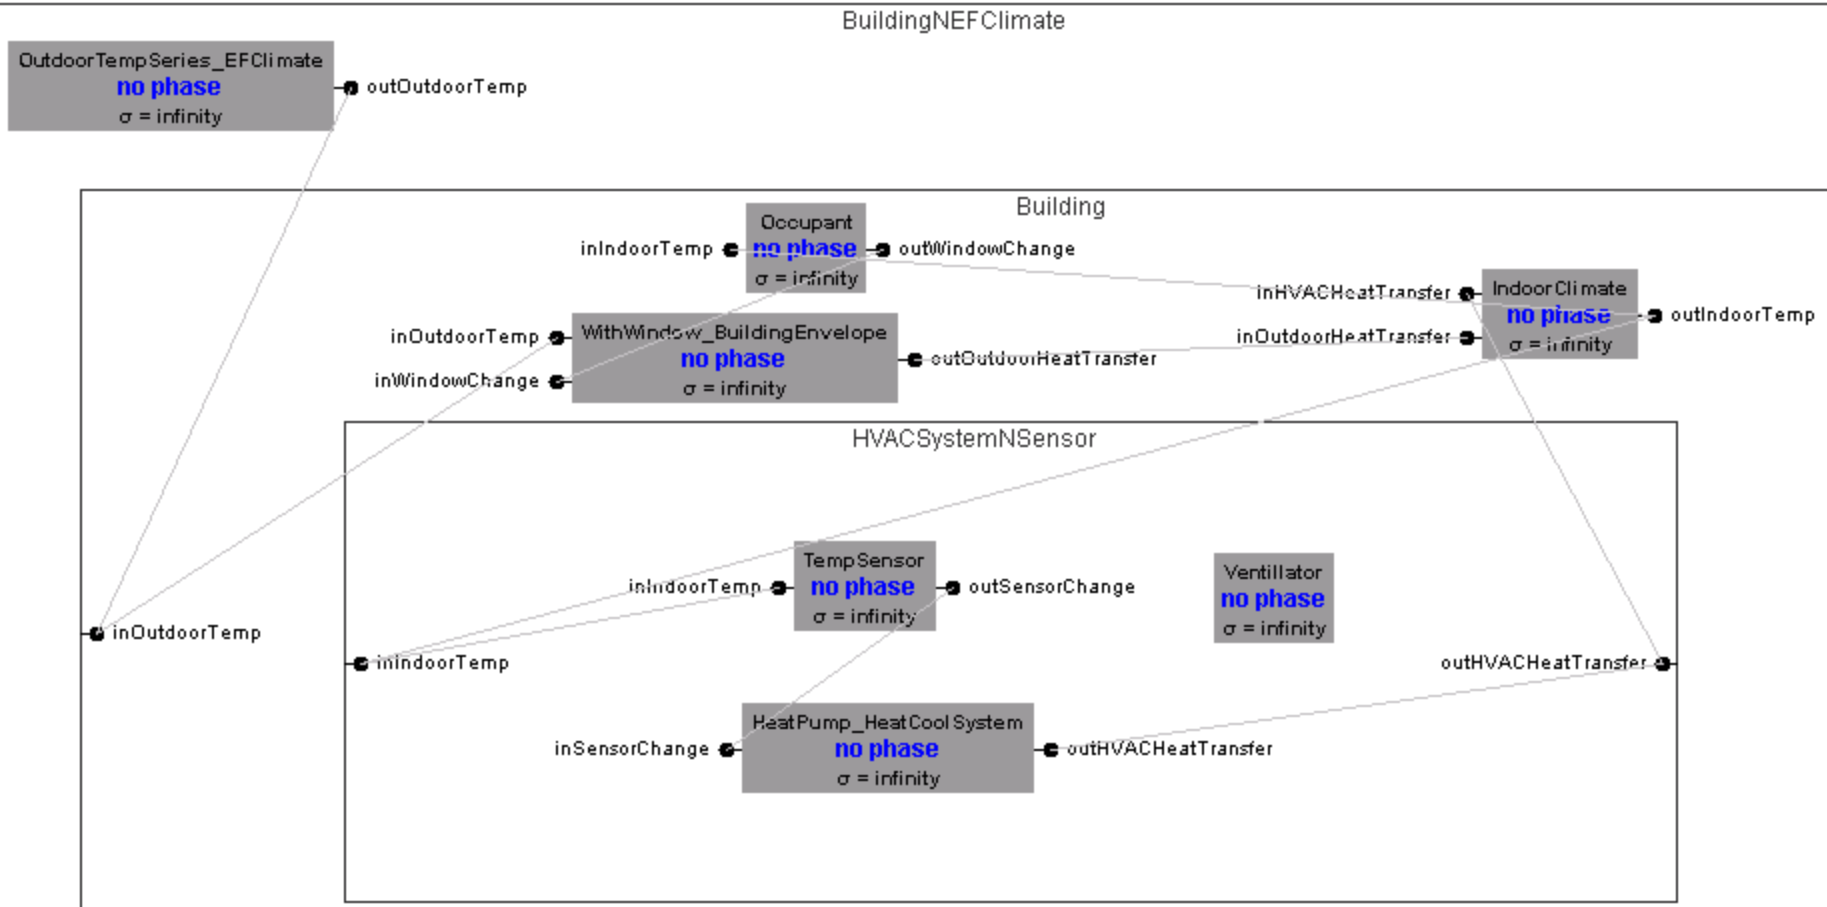 BuildingNEFClimate
OutdoorTempSeries_EFClimate
no phase
σ = infinity
outOutdoorTemp
Building
Occupant
no phase
σ = infinity
inIndoorTemp
outWindowChange
inHVACHeatTransfer
inOutdoorHeatTransfer
IndoorClimate
no phase
σ = infinity
outIndoorTemp
inOutdoorTemp
inWindowChange
WithWindow_BuildingEnvelope
no phase
σ = infinity
outOutdoorHeatTransfer
HVACSystemNSensor
inIndoorTemp
TempSensor
no phase
σ = infinity
outSensorChange
Ventillator
no phase
σ = infinity
inOutdoorTemp
inIndoorTemp
outHVACHeatTransfer
inSensorChange
HeatPump_HeatCoolSystem
no phase
σ = infinity
outHVACHeatTransfer